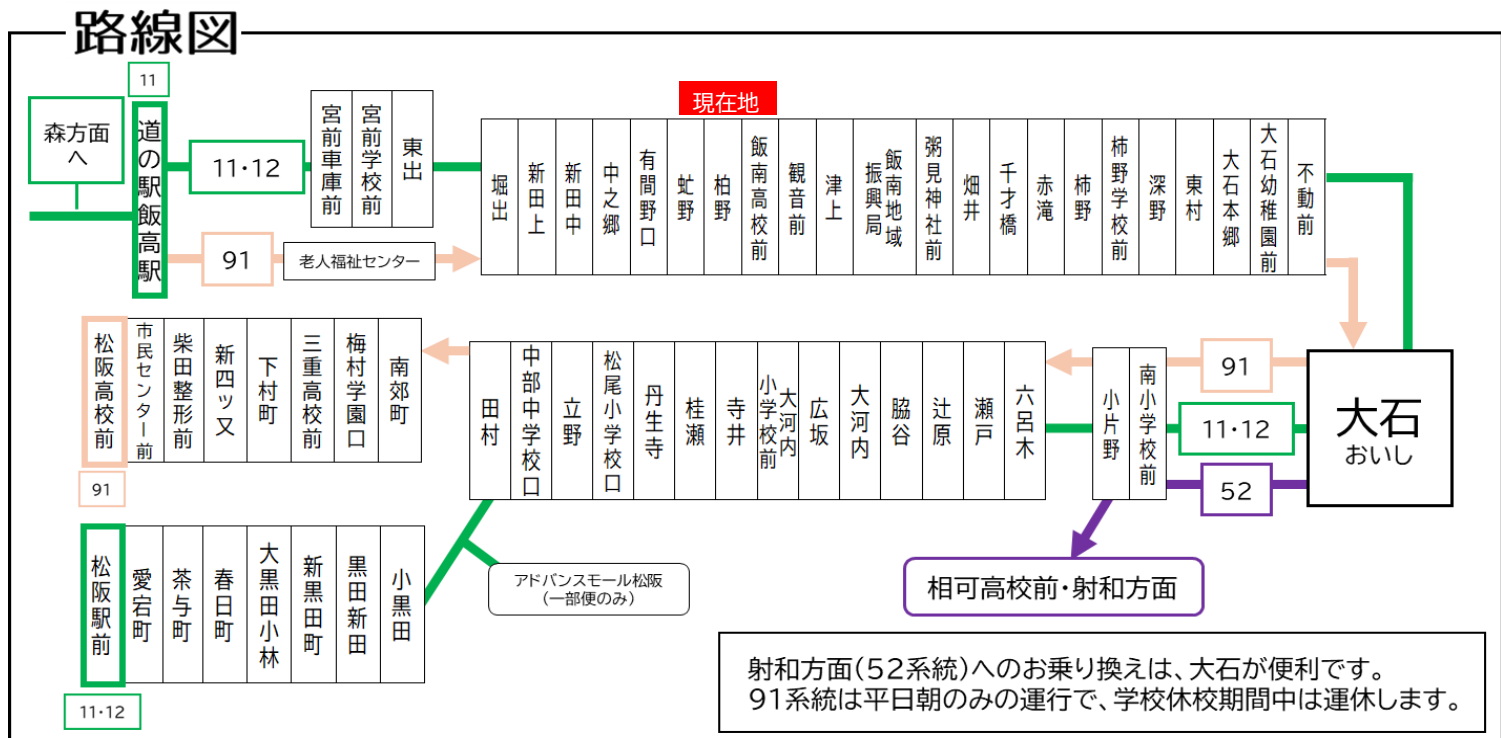 路線図
11
現在地
森方面
へ
道の駅飯高駅
11・12
宮前車庫前
宮前学校前
東出
堀出
新田上
新田中
中之郷
有間野口
虻野
柏野
飯南高校前
観音前
津上
飯南地域
振興局
粥見神社前
畑井
千才橋
赤滝
柿野
柿野学校前
深野
東村
大石本郷
大石幼稚園前
不動前
91
老人福祉センター
松阪高校前
市民センター前
柴田整形前
新四ッ又
下村町
三重高校前
梅村学園口
南郊町
田村
中部中学校口
立野
松尾小学校口
丹生寺
桂瀬
寺井
大河内
小学校前
広坂
大河内
脇谷
辻原
瀬戸
六呂木
小片野
南小学校前
91
11・12
52
大石
おいし
91
松阪駅前
愛宕町
茶与町
春日町
大黒田小林
新黒田町
黒田新田
小黒田
アドバンスモール松阪
(一部便のみ)
相可高校前・射和方面
11・12
射和方面(52系統)へのお乗り換えは、大石が便利です。
91系統は平日朝のみの運行で、学校休校期間中は運休します。